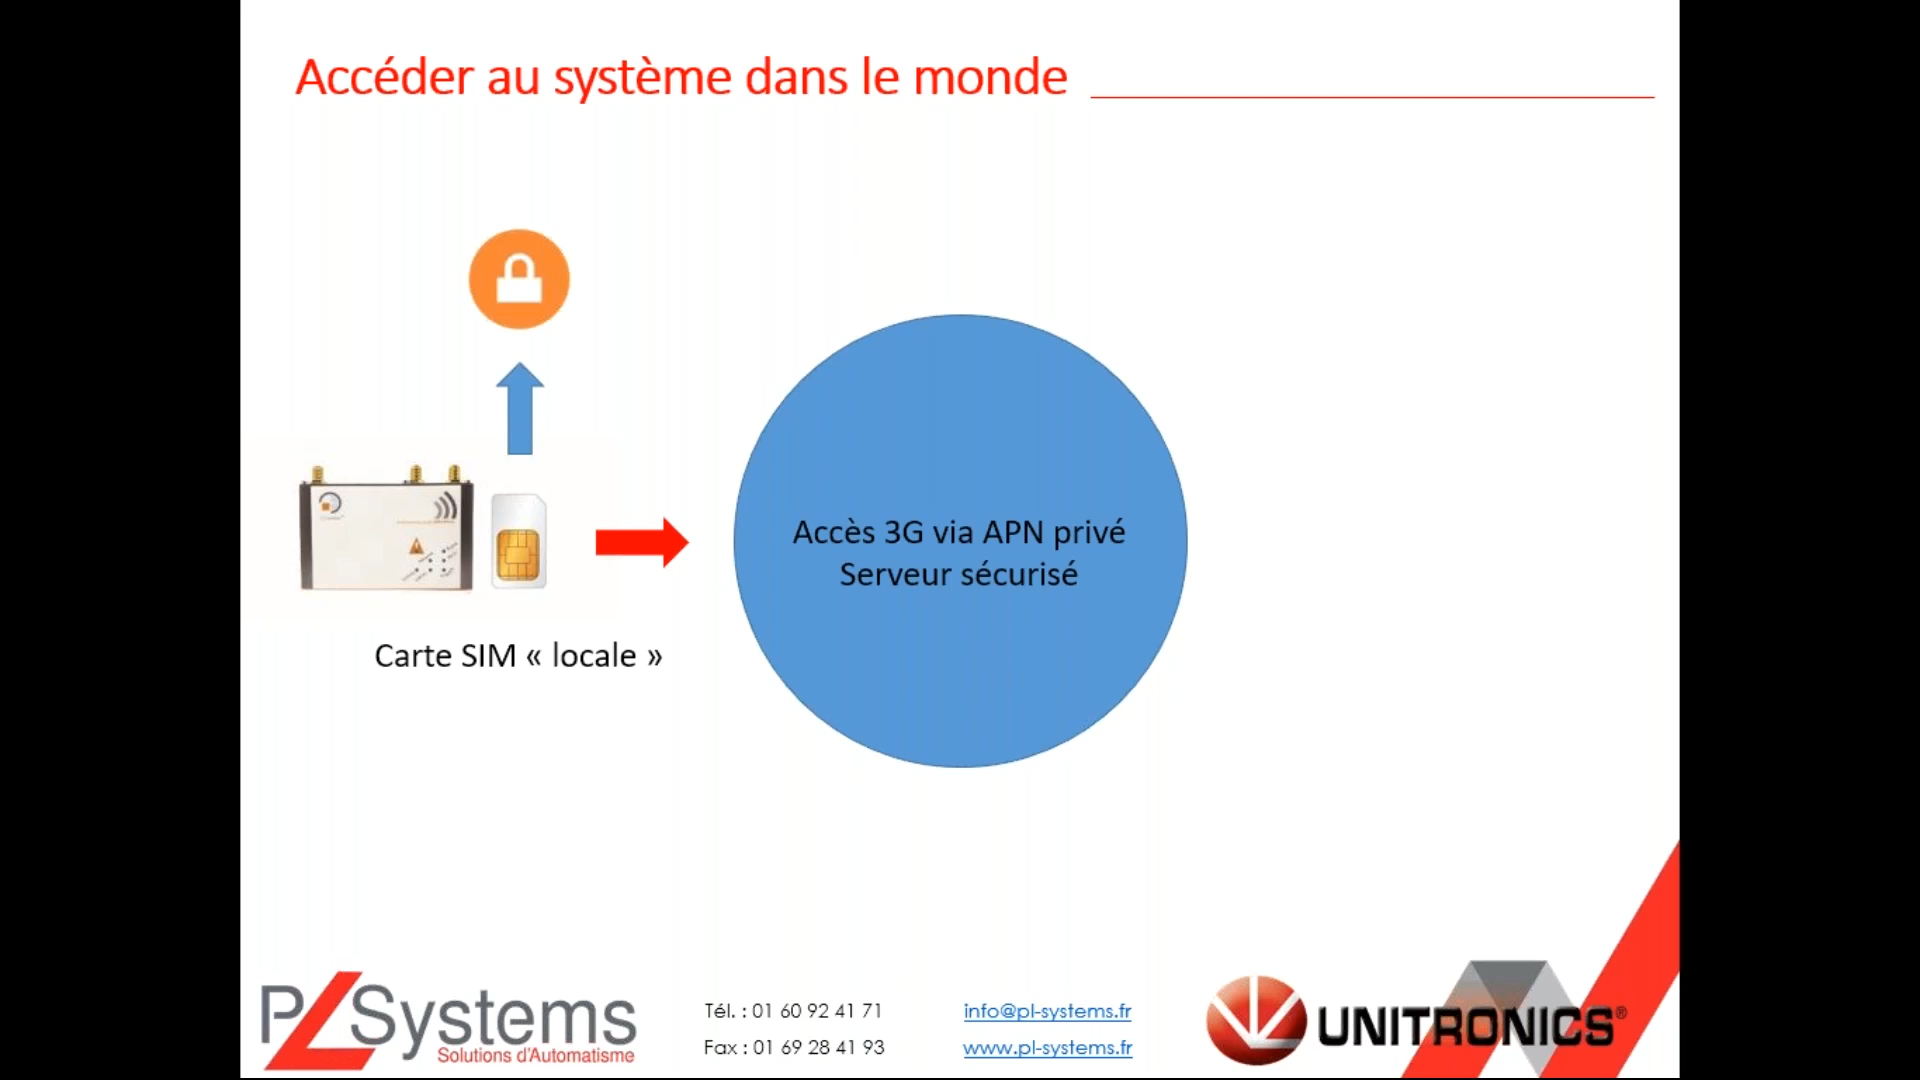 Accéder au système dans le monde
Accès 3G via APN privé
Serveur sécurisé
Carte SIM « locale »
PL Systems
Solutions d'Automatisme
Tél. : 01 60 92 41 71
info@pl-systems.fr
Fax : 01 69 28 41 93
www.pl-systems.fr
UNITRONICS®